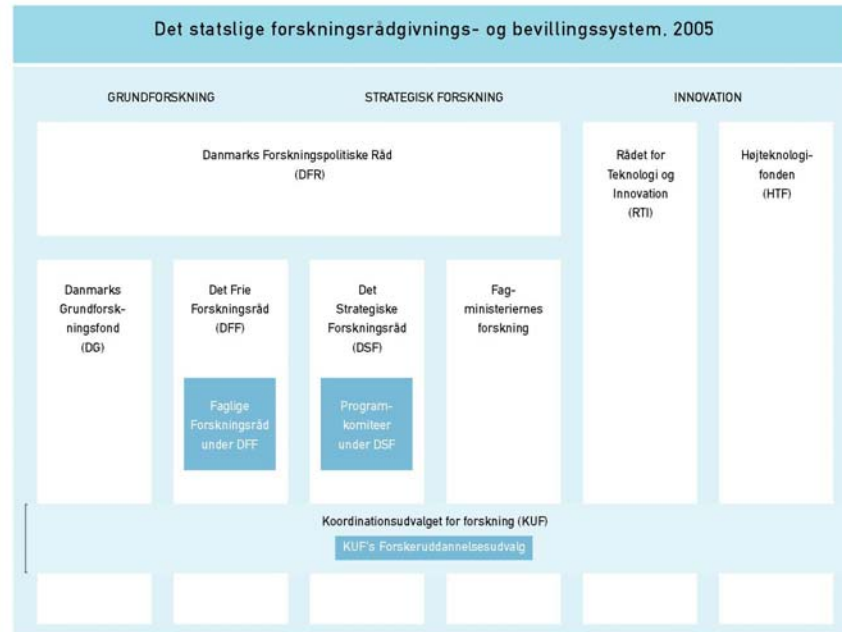 Det statslige forskningsrådgivnings- og bevillingssystem, 2005
GRUNDFORSKNING
STRATEGISK FORSKNING
INNOVATION
Danmarks Forskningspolitiske Råd
(DFR)
Rådet for
Teknologi og
Innovation
(RTI)
Højteknologi-
fonden
(HTF)
Danmarks
Grundforsk-
ningsfond
(DG)
Det Frie
Forskningsråd
(DFF)
Det
Strategiske
Forskningsråd
(DSF)
Fag-
ministeriernes
forskning
Faglige
Forskningsråd
under DFF
Program-
komiteer
under DSF
Koordinationsudvalget for forskning (KUF)
KUF's Forskeruddannelsesudvalg